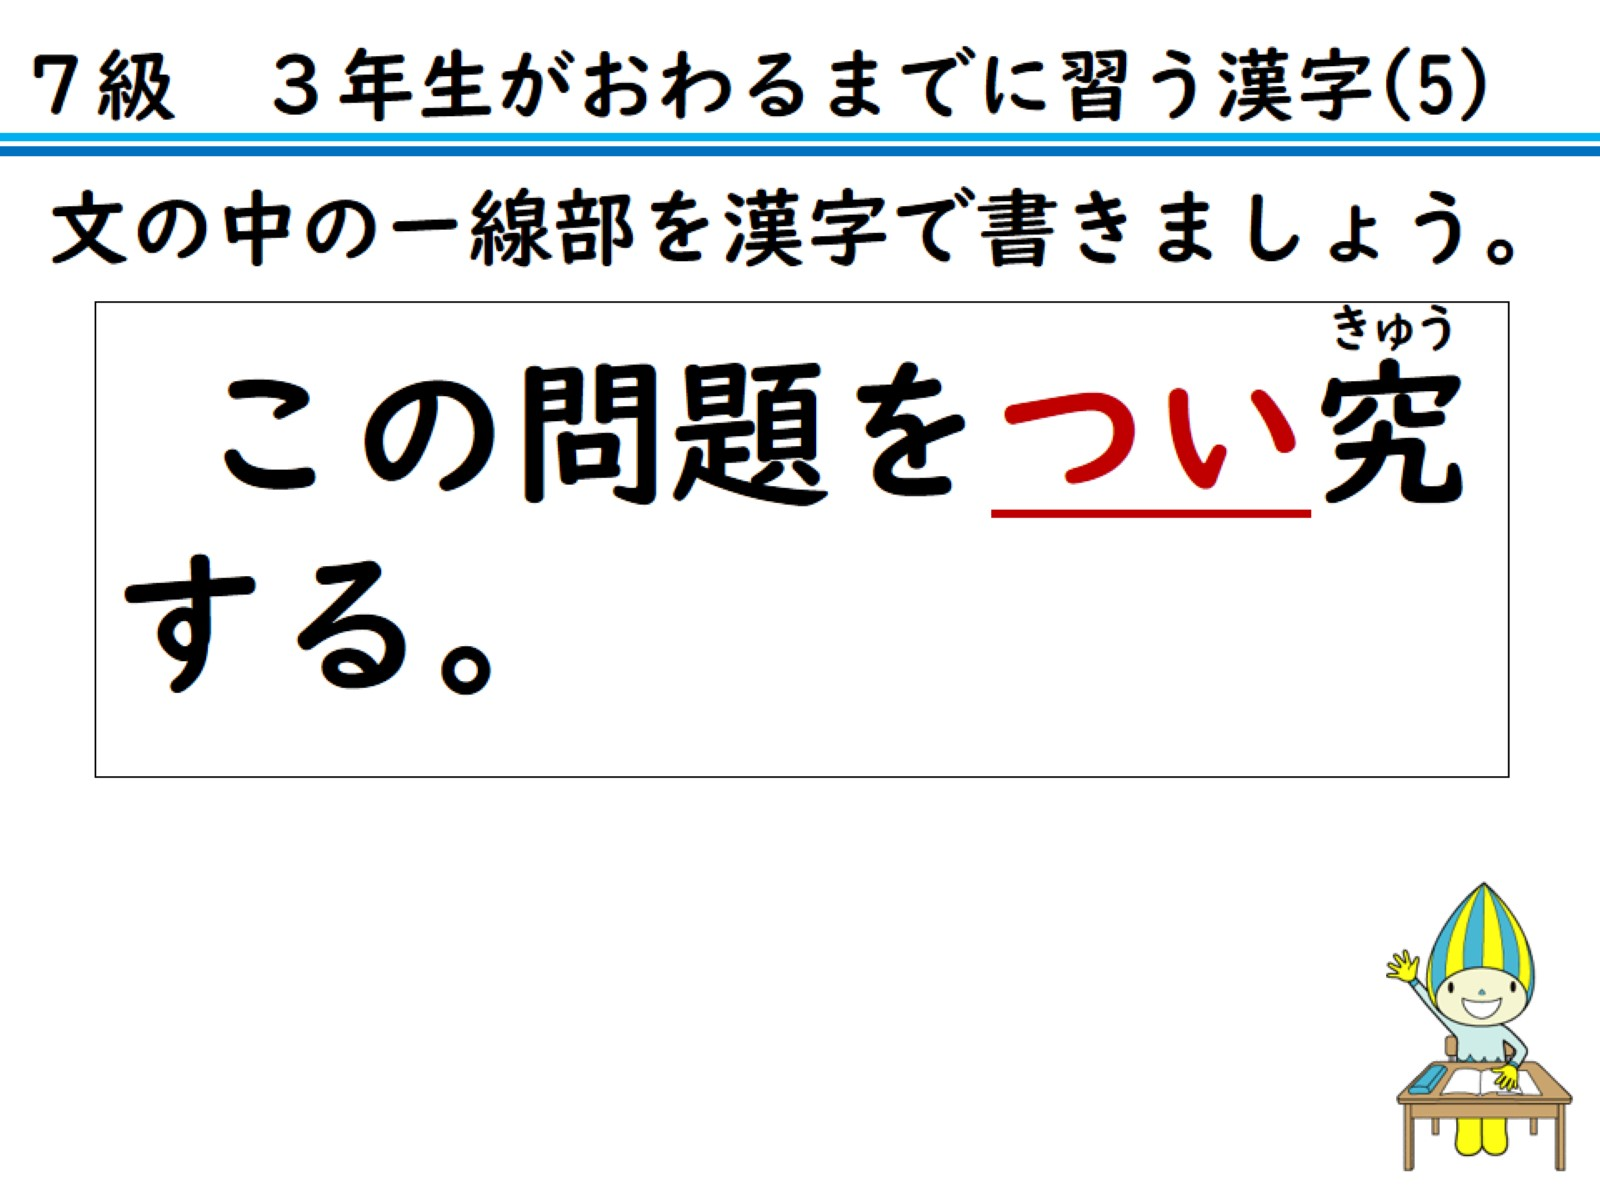 ７級　３年生がおわるまでに習う漢字(5)
文の中の一線部を漢字で書きましょう。
きゅう
この問題をつい究
する。